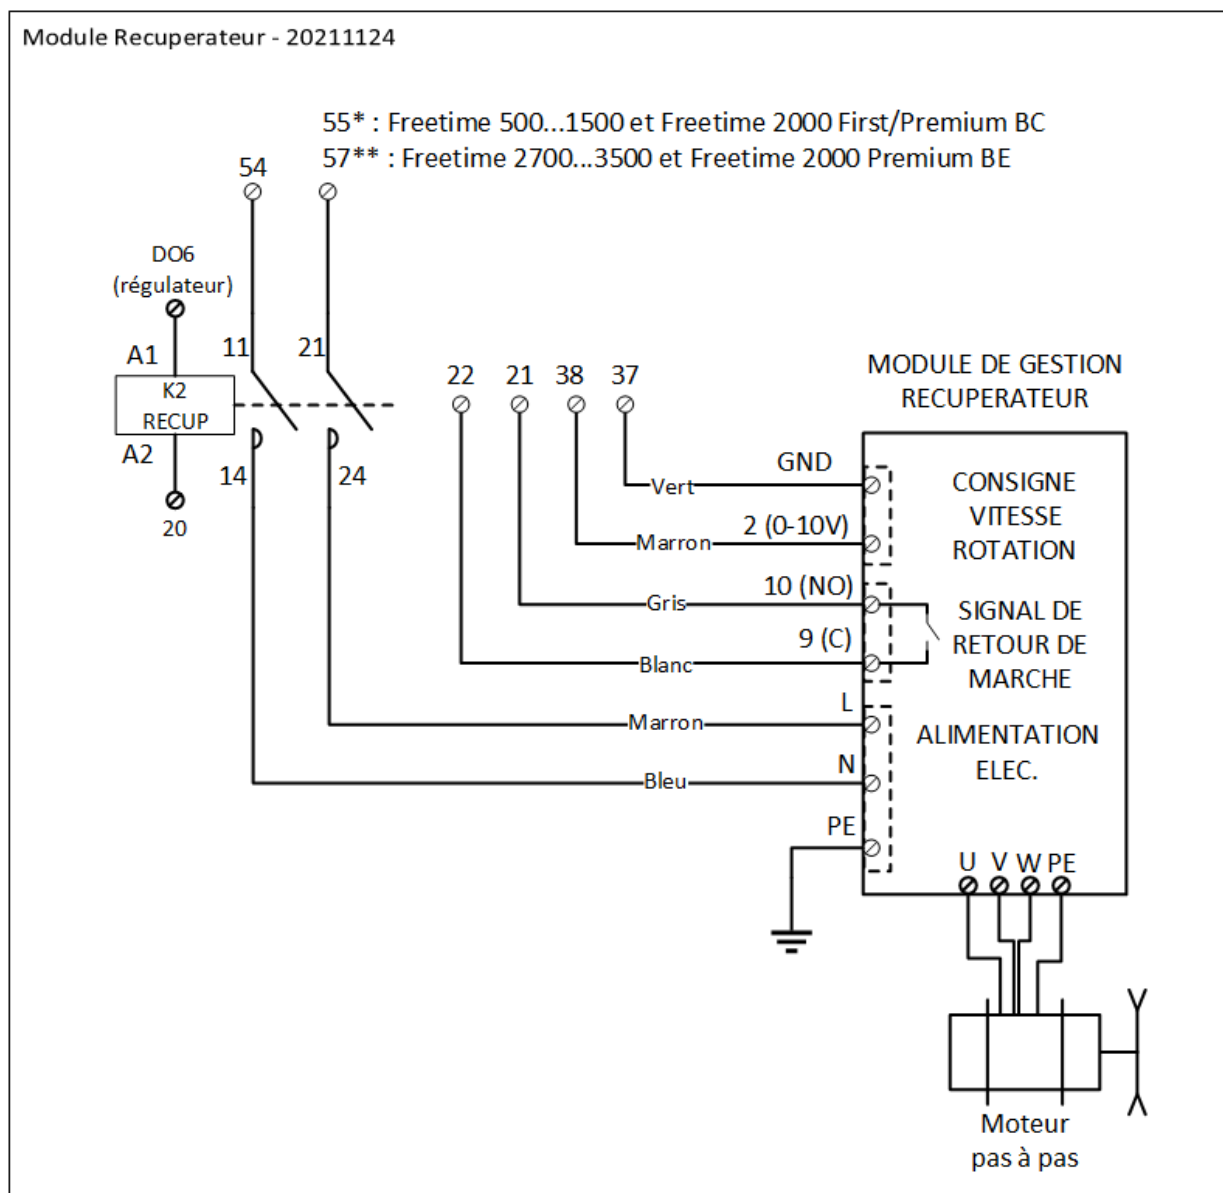 Module Recuperateur - 20211124
55* : Freetime 500...1500 et Freetime 2000 First/Premium BC
57** : Freetime 2700...3500 et Freetime 2000 Premium BE
54
DO6
(régulateur)
A1
11
21
K2
RECUP
A2
14
24
20
22
21
38
37
MODULE DE GESTION
RECUPERATEUR
GND
Vert
2 (0-10V)
Marron
CONSIGNE
VITESSE
ROTATION
10 (NO)
Gris
9 (C)
Blanc
SIGNAL DE
RETOUR DE
MARCHE
L
Marron
N
Bleu
PE
ALIMENTATION
ELEC.
U V W PE
Moteur
pas à pas